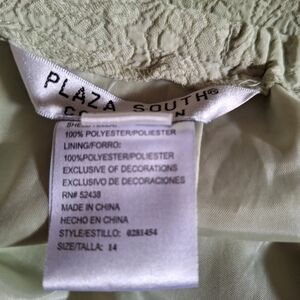 PLAZA SOUTH®
100% POLYESTER/POLIESTER
LINING/FORRO:
100%POLYESTER/POLIESTER
EXCLUSIVE OF DECORATIONS
EXCLUSIVO DE DECORACIONES
RN# 52438
MADE IN CHINA
HECHO EN CHINA
STYLE/ESTILO: 0281454
SIZE/TALLA: 14